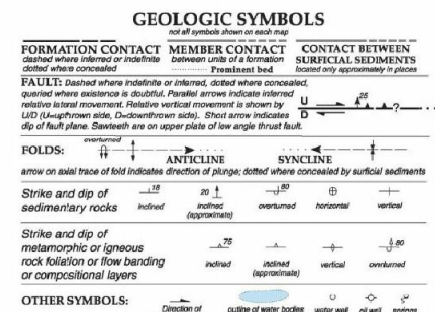 GEOLOGIC SYMBOLS
not all symbols shown on each map
FORMATION CONTACT
dashed where inferred or indefinite
dotted where concealed
MEMBER CONTACT
between units of a formation
Prominent bed
CONTACT BETWEEN
SURFICIAL SEDIMENTS
located only approximately in places
FAULT: Dashed where indefinite or inferred, dotted where concealed,
queried where existence is doubtful. Parallel arrows indicate inferred
relative lateral movement. Relative vertical movement is shown by
U/D (U=upthrown side, D=downthrown side). Short arrow indicates
dip of fault plane. Sawteeth are on upper plate of low angle thrust fault.
U 25 ?
D
FOLDS:
overturned
ANTICLINE
SYNCLINE
arrow on axial trace of fold indicates direction of plunge; dotted where concealed by surficial sediments
Strike and dip of
sedimentary rocks
18
inclined
20
inclined
(approximate)
80
overturned
horizontal
vertical
Strike and dip of
metamorphic or igneous
rock foliation or flow banding
or compositional layers
75
inclined
inclined
(approximate)
vertical
80
overturned
OTHER SYMBOLS:
Direction of
outline of water bodies
water well
oil well
springs